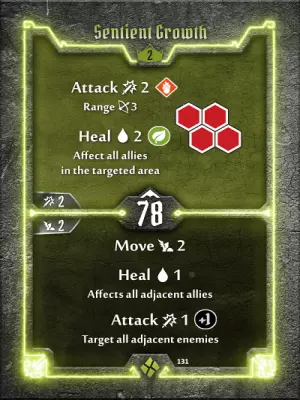 Sentient Growth
2
Attack 2
Range 3
Heal 2
Affect all allies
in the targeted area
2
78
2
Move 2
Heal 1
Affects all adjacent allies
Attack 1 +1
Target all adjacent enemies
131